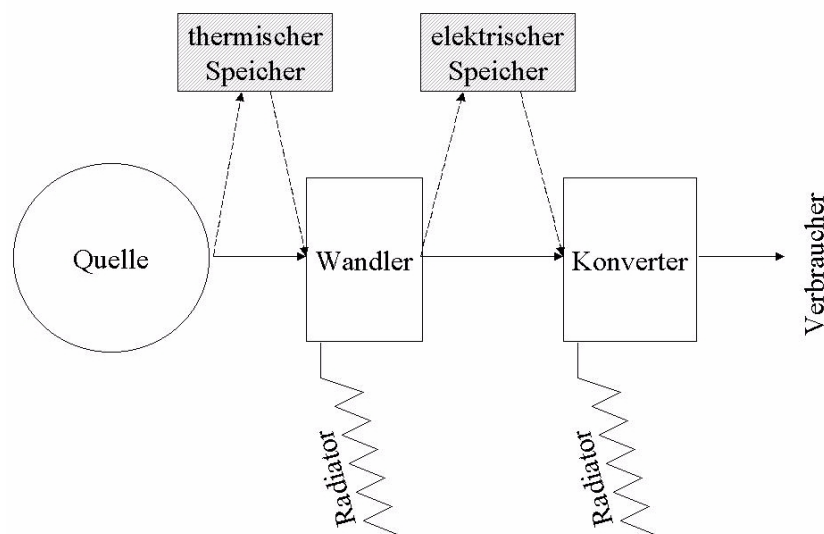 thermischer
Speicher
elektrischer
Speicher
Quelle
Wandler
Konverter
Verbraucher
Radiator
Radiator